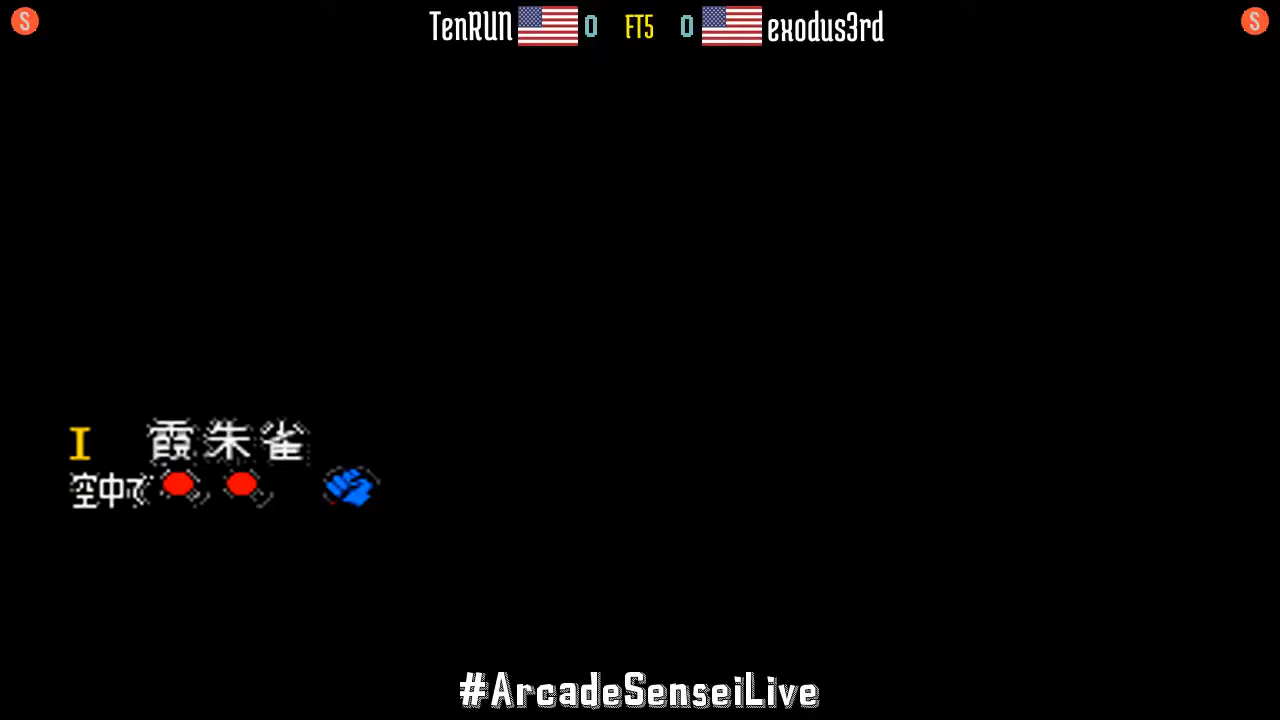 S TenRUN 0 FT5 0 exodus3rd S
I 霞朱雀
空中で
#ArcadeSenseiLive